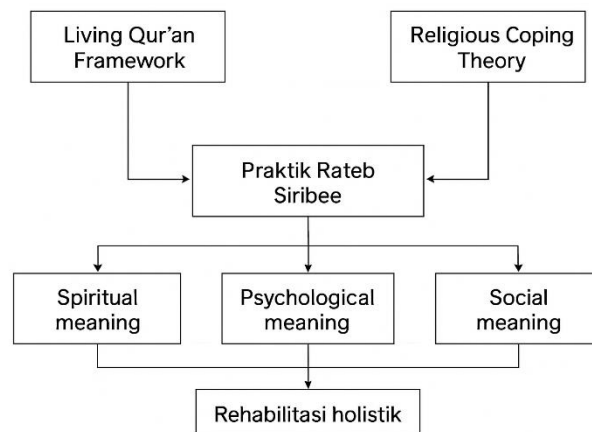 Living Qur’an
Framework
Religious Coping
Theory
Praktik Rateb
Siribee
Spiritual
meaning
Psychological
meaning
Social
meaning
Rehabilitasi holistik